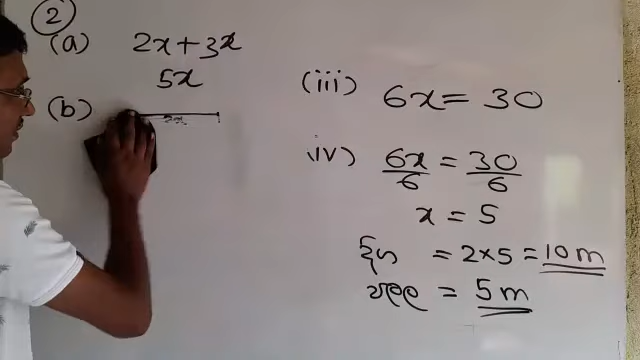 2
(a) 2x + 3x
5x
(b)
(iii) 6x = 30
iv) 6x/6 = 30/6
x = 5
දිග = 2×5 = 10 m
පළල = 5 m